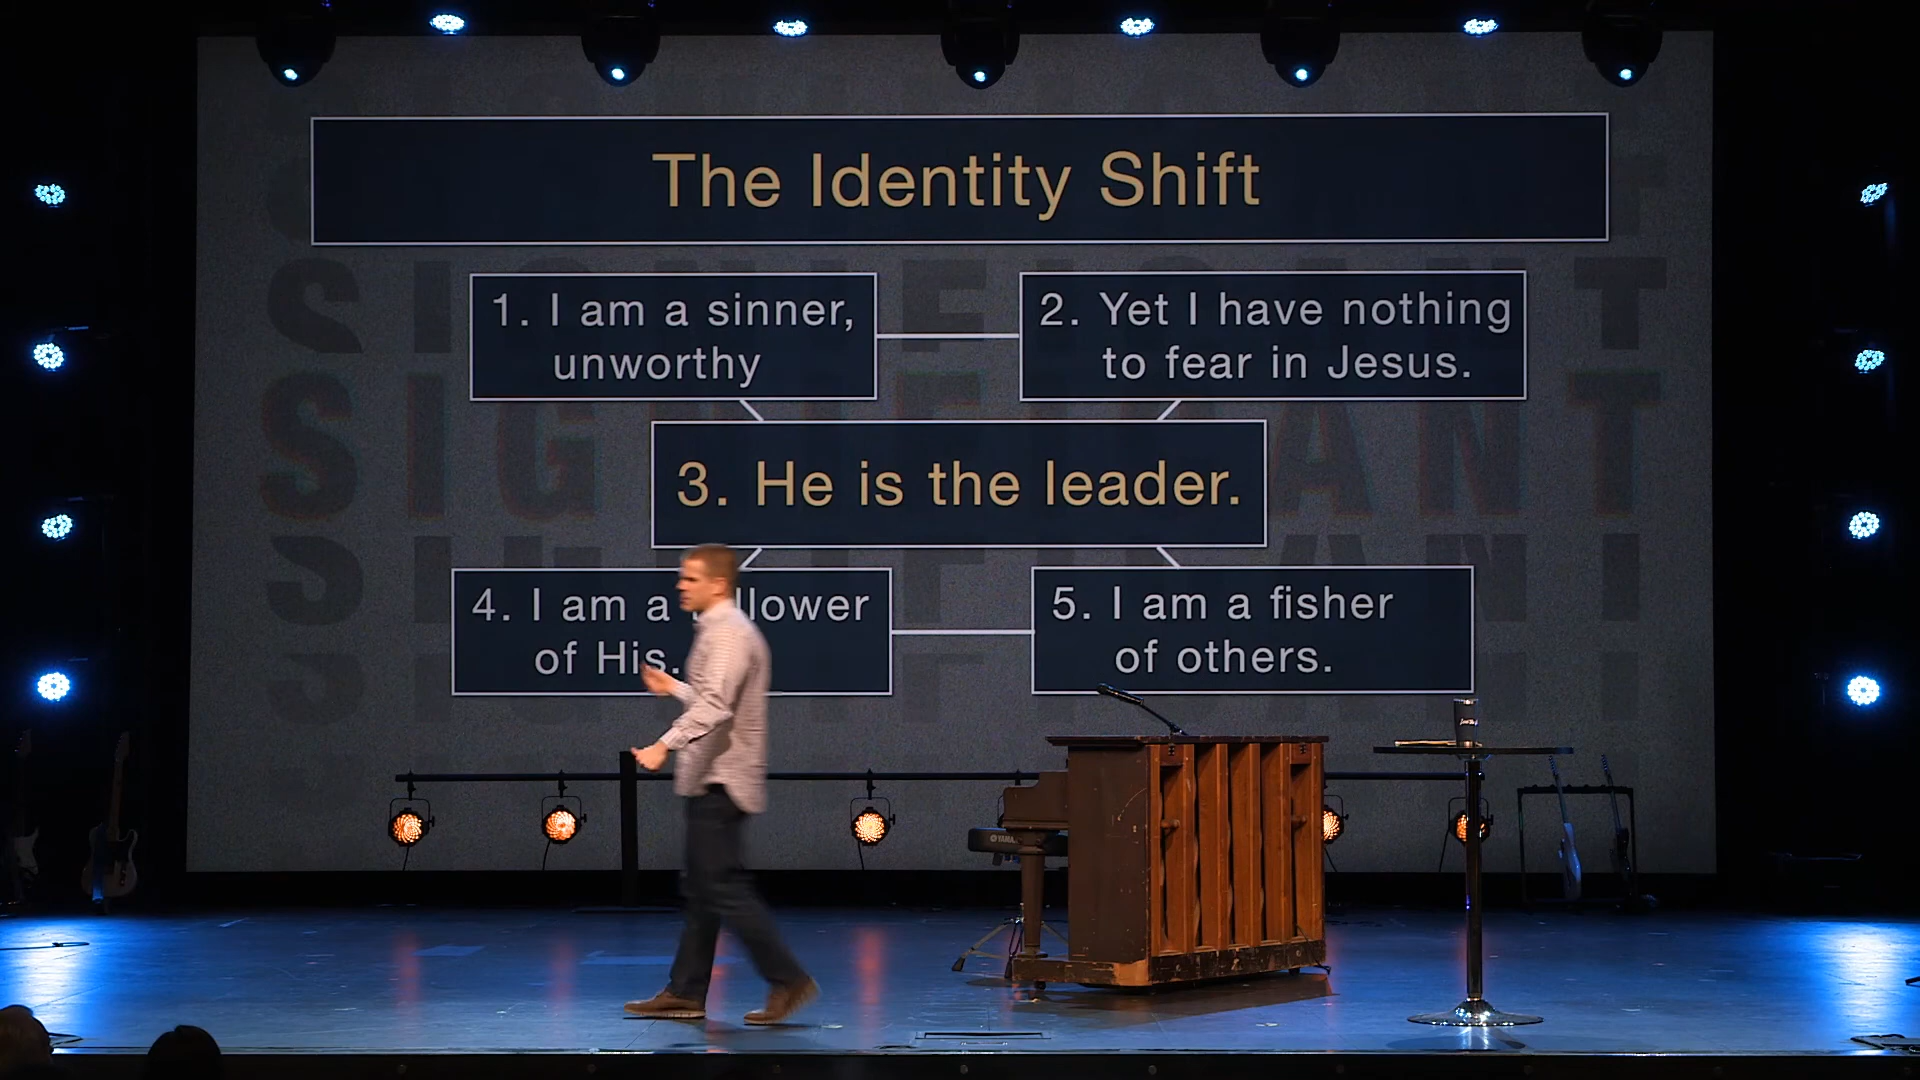 The Identity Shift
1. I am a sinner,
unworthy
2. Yet I have nothing
to fear in Jesus.
3. He is the leader.
4. I am a llower
of His.
5. I am a fisher
of others.
SIGNIFICANT